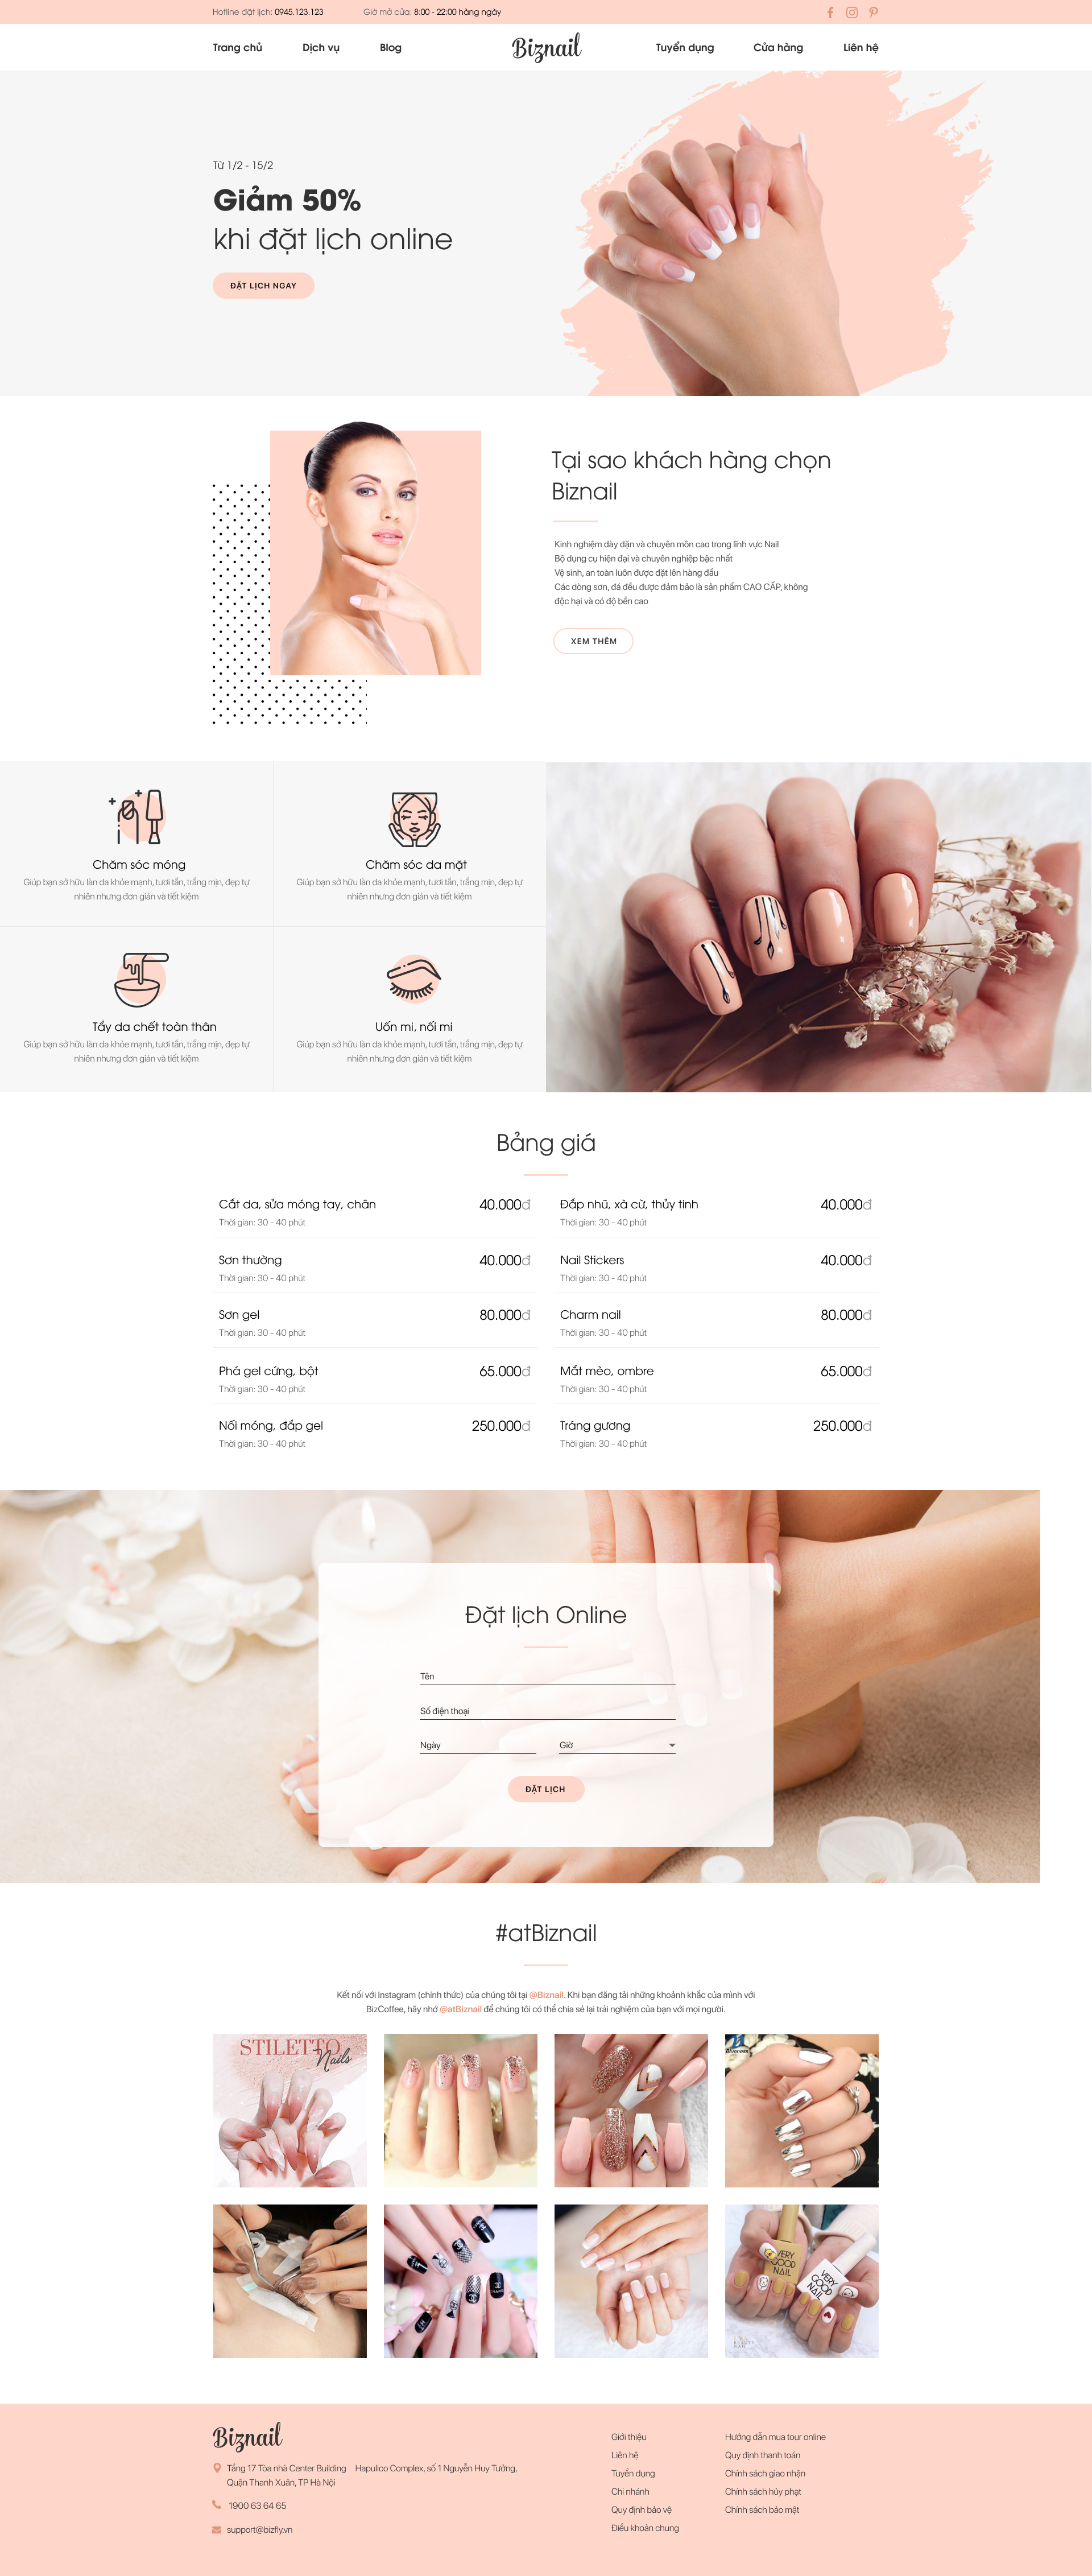 Hotline đặt lịch: 0945.123.123
Giờ mở cửa: 8:00 - 22:00 hàng ngày
Trang chủ
Dịch vụ
Blog
Biznail
Tuyển dụng
Cửa hàng
Liên hệ
Từ 1/2 - 15/2
Giảm 50%
khi đặt lịch online
ĐẶT LỊCH NGAY
Tại sao khách hàng chọn
Biznail
Kinh nghiệm dày dặn và chuyên môn cao trong lĩnh vực Nail
Bộ dụng cụ hiện đại và chuyên nghiệp bậc nhất
Vệ sinh, an toàn luôn được đặt lên hàng đầu
Các dòng sơn, đá đều được đảm bảo là sản phẩm CAO CẤP, không
độc hại và có độ bền cao
XEM THÊM
Chăm sóc móng
Giúp bạn sở hữu làn da khỏe mạnh, tươi tắn, trắng mịn, đẹp tự
nhiên nhưng đơn giản và tiết kiệm
Chăm sóc da mặt
Giúp bạn sở hữu làn da khỏe mạnh, tươi tắn, trắng mịn, đẹp tự
nhiên nhưng đơn giản và tiết kiệm
Tẩy da chết toàn thân
Giúp bạn sở hữu làn da khỏe mạnh, tươi tắn, trắng mịn, đẹp tự
nhiên nhưng đơn giản và tiết kiệm
Uốn mi, nối mi
Giúp bạn sở hữu làn da khỏe mạnh, tươi tắn, trắng mịn, đẹp tự
nhiên nhưng đơn giản và tiết kiệm
Bảng giá
Cắt da, sửa móng tay, chân 40.000đ
Thời gian: 30 - 40 phút
Sơn thường 40.000đ
Thời gian: 30 - 40 phút
Sơn gel 80.000đ
Thời gian: 30 - 40 phút
Phá gel cứng, bột 65.000đ
Thời gian: 30 - 40 phút
Nối móng, đắp gel 250.000đ
Thời gian: 30 - 40 phút
Đắp nhũ, xà cừ, thủy tinh 40.000đ
Thời gian: 30 - 40 phút
Nail Stickers 40.000đ
Thời gian: 30 - 40 phút
Charm nail 80.000đ
Thời gian: 30 - 40 phút
Mắt mèo, ombre 65.000đ
Thời gian: 30 - 40 phút
Tráng gương 250.000đ
Thời gian: 30 - 40 phút
Đặt lịch Online
Tên
Số điện thoại
Ngày
Giờ
ĐẶT LỊCH
#atBiznail
Kết nối với Instagram (chính thức) của chúng tôi tại @Biznail. Khi bạn đăng tải những khoảnh khắc của mình với
BizCoffee, hãy nhớ @atBiznail để chúng tôi có thể chia sẻ lại trải nghiệm của bạn với mọi người.
STILETTO
Nails
VERY
GOOD
NAIL
VERY
GOOD
NAIL
Biznail
Tầng 17 Tòa nhà Center Building Hapulico Complex, số 1 Nguyễn Huy Tưởng,
Quận Thanh Xuân, TP Hà Nội
1900 63 64 65
support@bizfly.vn
Giới thiệu
Liên hệ
Tuyển dụng
Chi nhánh
Quy định bảo vệ
Điều khoản chung
Hướng dẫn mua tour online
Quy định thanh toán
Chính sách giao nhận
Chính sách hủy phạt
Chính sách bảo mật